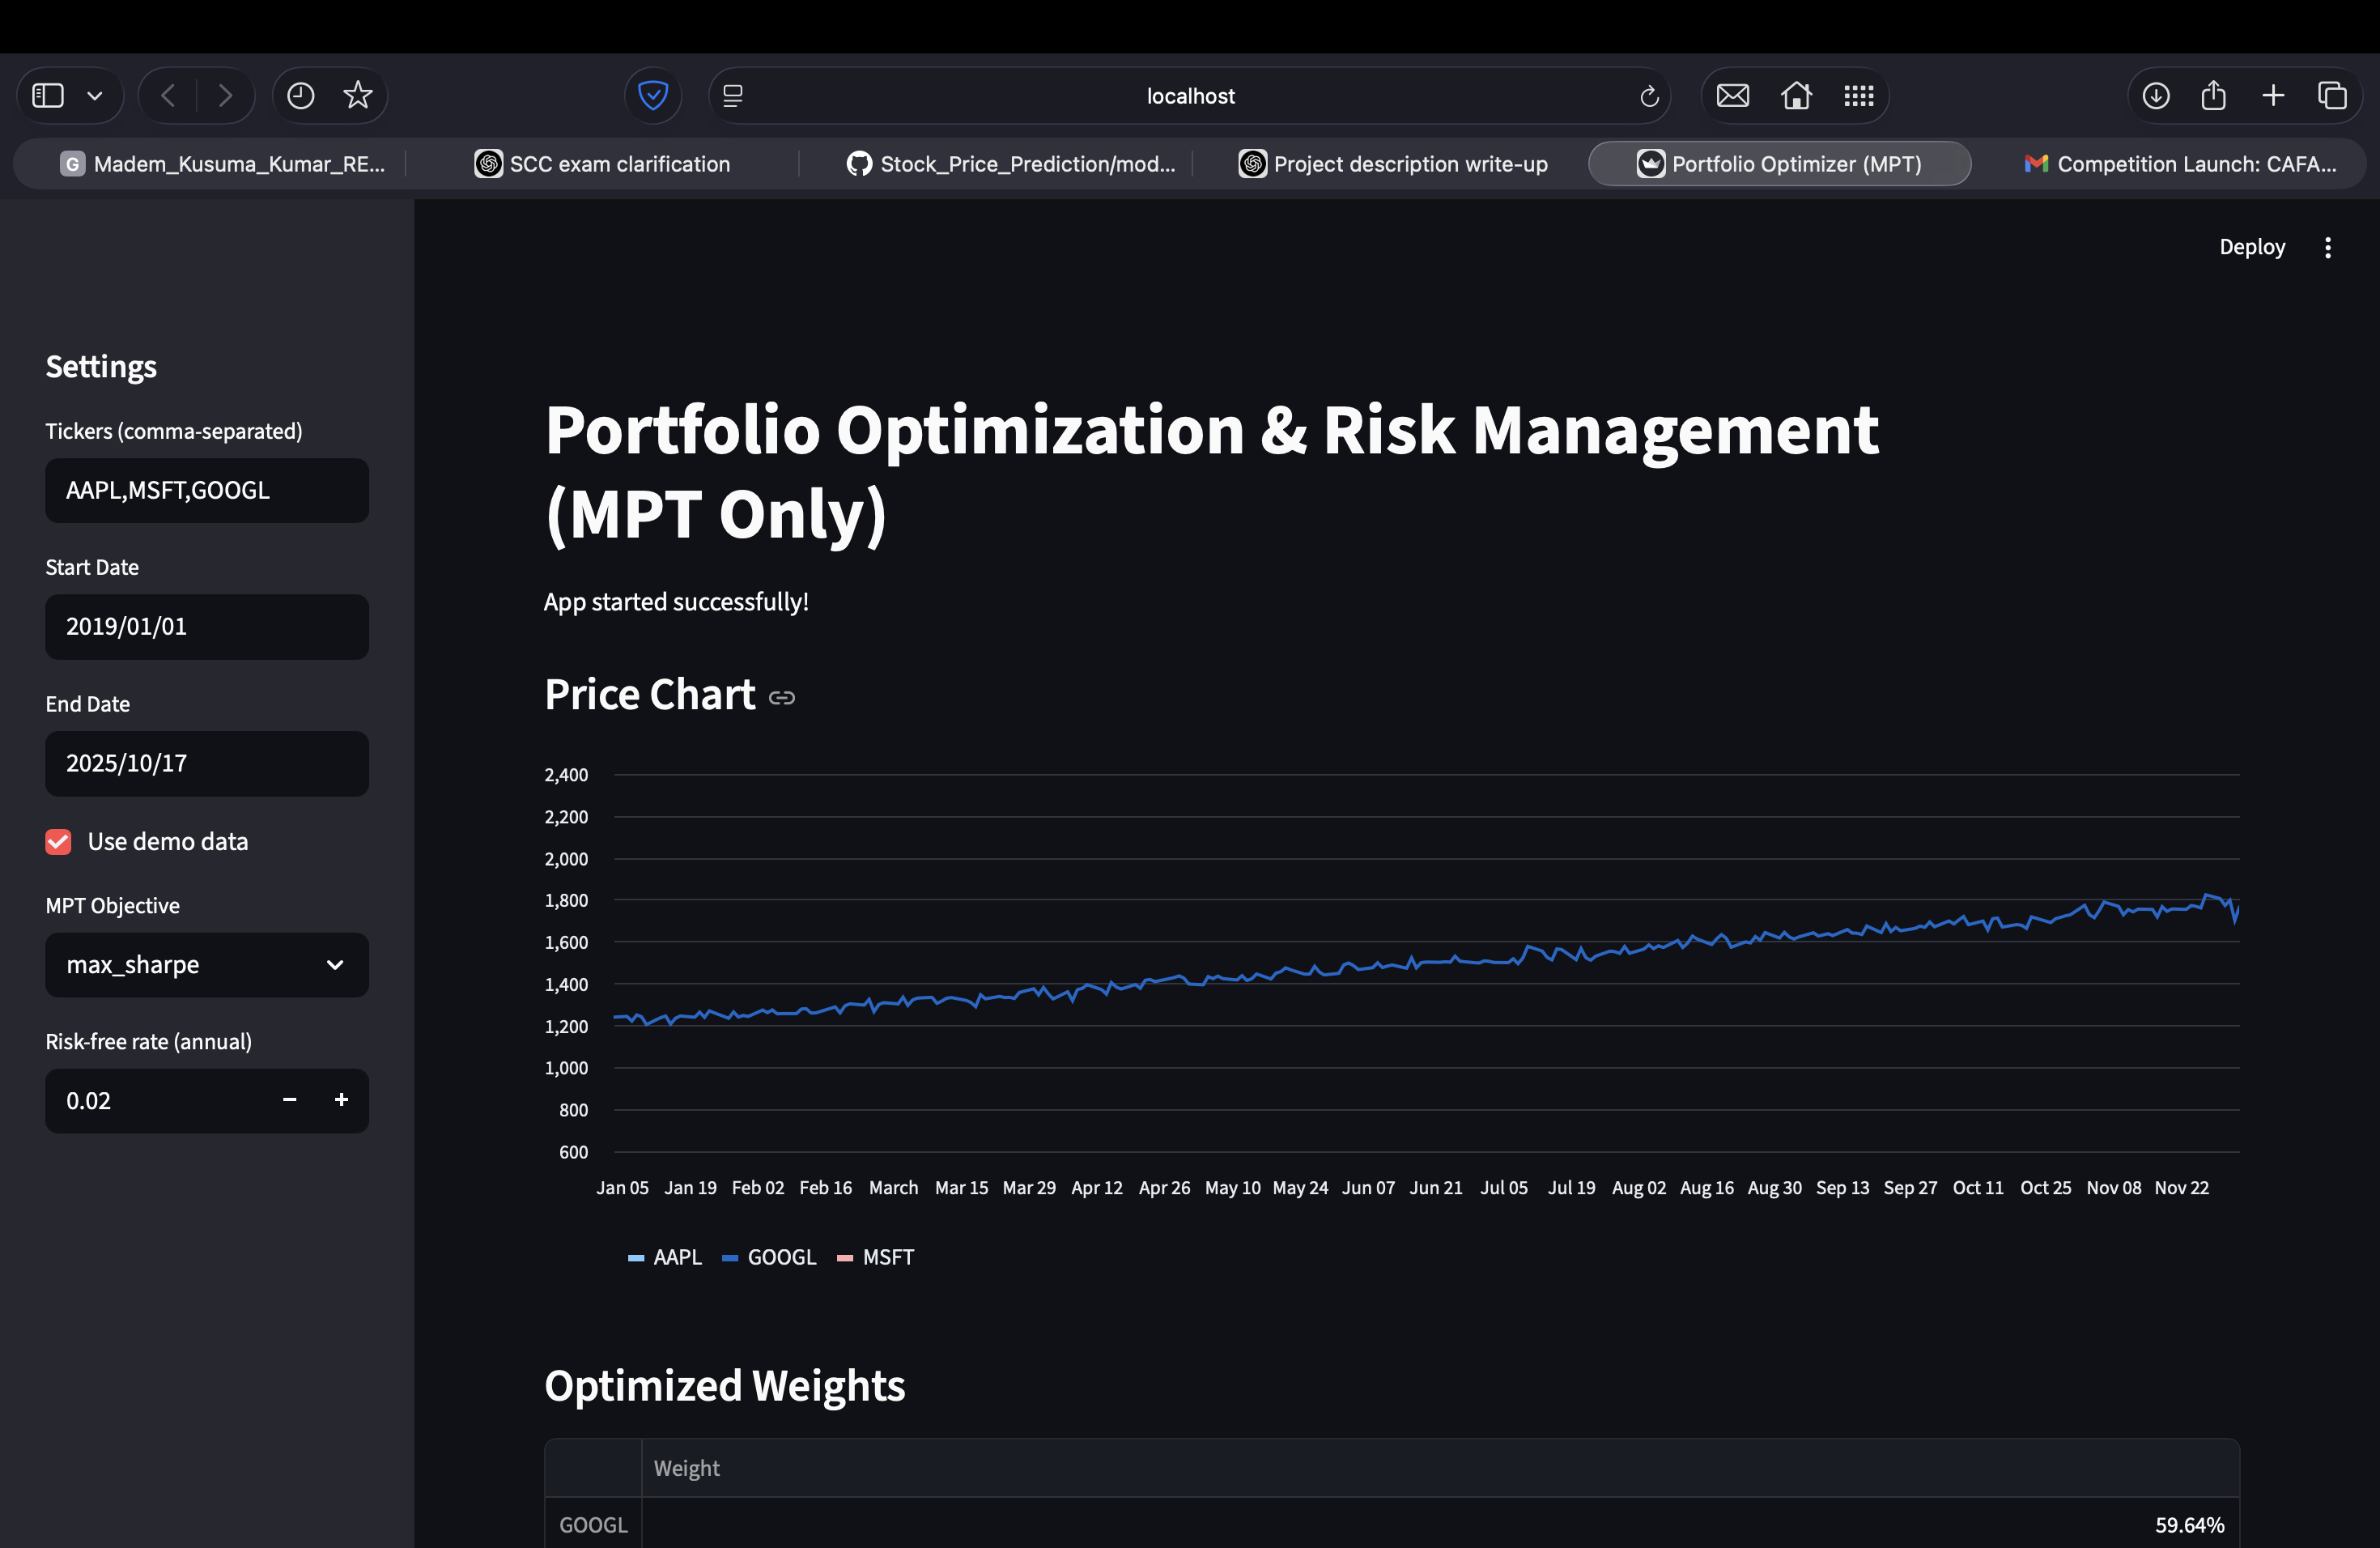 localhost
Madem_Kusuma_Kumar_RE...
SCC exam clarification
Stock_Price_Prediction/mod...
Project description write-up
Portfolio Optimizer (MPT)
Competition Launch: CAFA...
Deploy
Settings
Tickers (comma-separated)
AAPL,MSFT,GOOGL
Start Date
2019/01/01
End Date
2025/10/17
Use demo data
MPT Objective
max_sharpe
Risk-free rate (annual)
0.02
Portfolio Optimization & Risk Management
(MPT Only)
App started successfully!
Price Chart
2,400
2,200
2,000
1,800
1,600
1,400
1,200
1,000
800
600
Jan 05 Jan 19 Feb 02 Feb 16 March Mar 15 Mar 29 Apr 12 Apr 26 May 10 May 24 Jun 07 Jun 21 Jul 05 Jul 19 Aug 02 Aug 16 Aug 30 Sep 13 Sep 27 Oct 11 Oct 25 Nov 08 Nov 22
AAPL GOOGL MSFT
Optimized Weights
Weight
GOOGL 59.64%